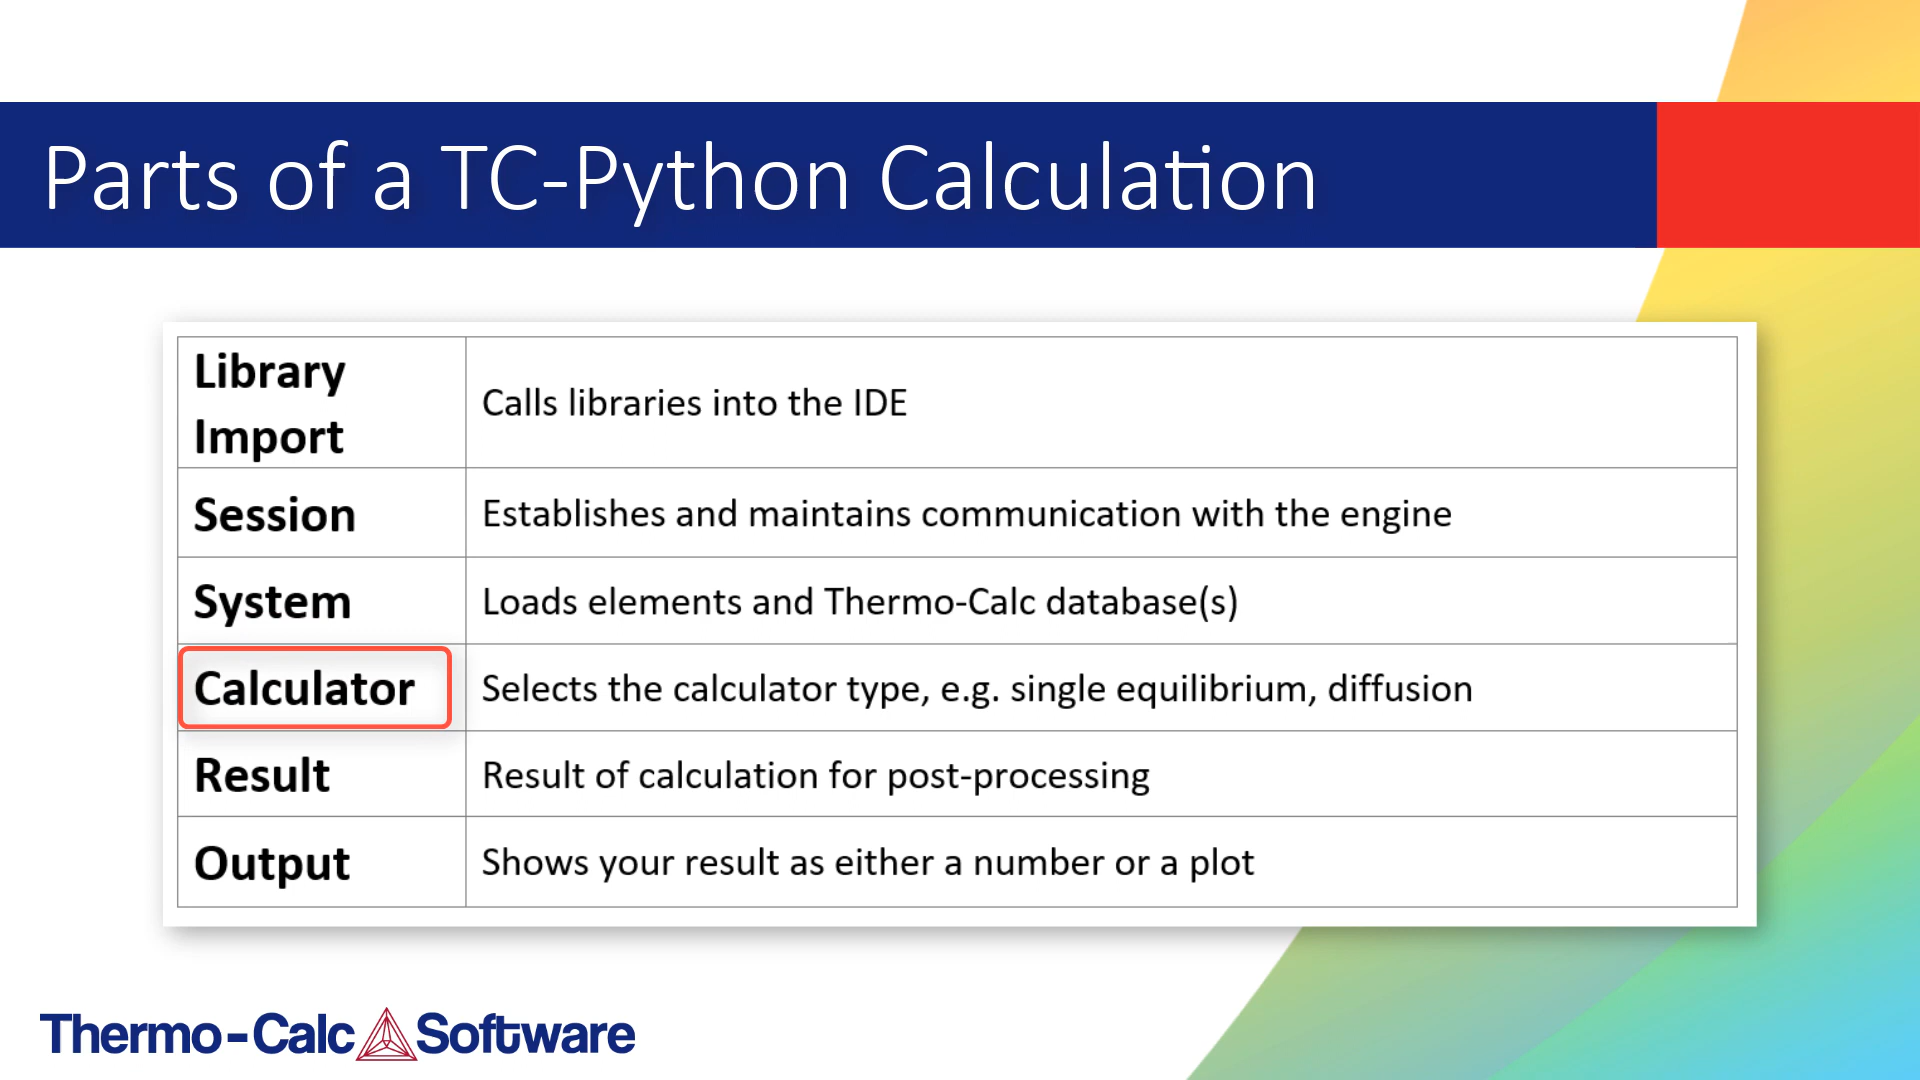 Parts of a TC-Python Calculation
Library
Import
Calls libraries into the IDE
Session
Establishes and maintains communication with the engine
System
Loads elements and Thermo-Calc database(s)
Calculator
Selects the calculator type, e.g. single equilibrium, diffusion
Result
Result of calculation for post-processing
Output
Shows your result as either a number or a plot
Thermo-Calc Software